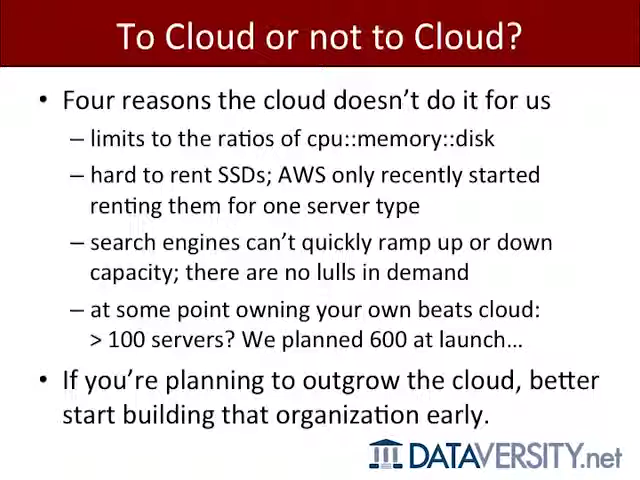 To Cloud or not to Cloud?
• Four reasons the cloud doesn't do it for us
– limits to the ratios of cpu::memory::disk
– hard to rent SSDs; AWS only recently started
renting them for one server type
– search engines can't quickly ramp up or down
capacity; there are no lulls in demand
– at some point owning your own beats cloud:
> 100 servers? We planned 600 at launch…
• If you're planning to outgrow the cloud, better
start building that organization early.
DATAVERSITY.net